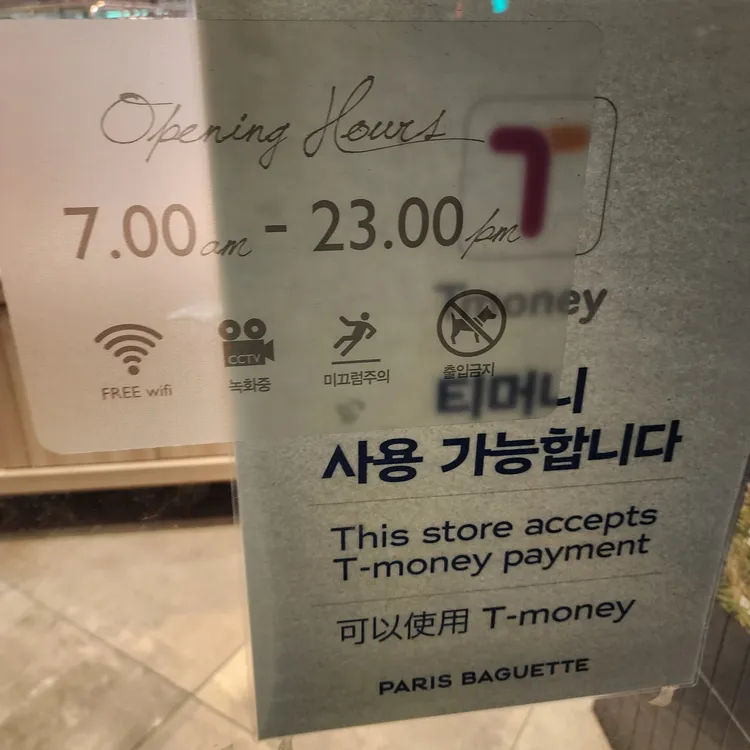 Opening Hours
7.00am - 23.00pm
FREE wifi
CCTV
녹화중
미끄럼주의
출입금지
T
Tmoney
티머니
사용 가능합니다
This store accepts
T-money payment
可以使用 T-money
PARIS BAGUETTE